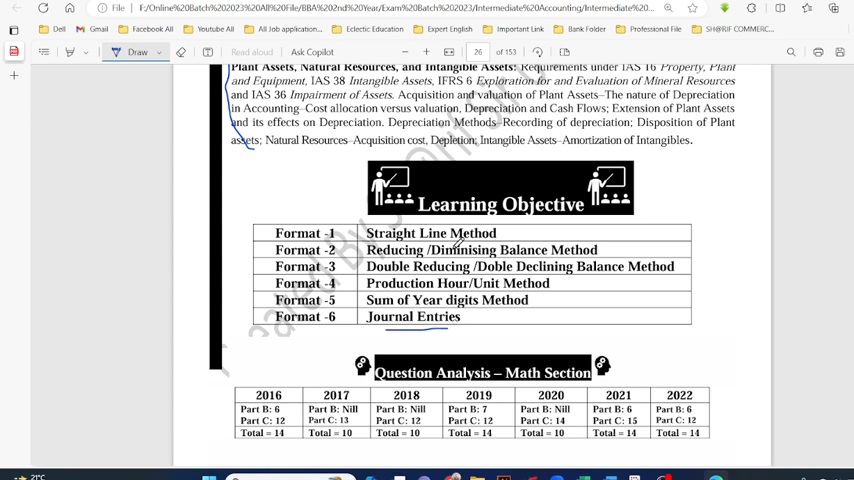 File
F:/Online Batch %202023%20All %20File/BBA%202nd%20Year/Exam%20Batch%202023/Intermediate%20Accounting/Intermediate%20...
Dell
Gmail
Facebook All
Youtube All
All Job application...
Eclectic Education
Expert English
Important Link
Bank Folder
Professional File
SH@RIF COMMERC...
Draw
Read aloud
Ask Copilot
26 of 153
Plant Assets, Natural Resources, and Intangible Assets: Requirements under IAS 16 Property, Plant
and Equipment, IAS 38 Intangible Assets, IFRS 6 Exploration for and Evaluation of Mineral Resources
and IAS 36 Impairment of Assets. Acquisition and valuation of Plant Assets–The nature of Depreciation
in Accounting–Cost allocation versus valuation, Depreciation and Cash Flows; Extension of Plant Assets
and its effects on Depreciation. Depreciation Methods–Recording of depreciation; Disposition of Plant
assets; Natural Resources–Acquisition cost, Depletion; Intangible Assets–Amortization of Intangibles.
Learning Objective
Format -1 Straight Line Method
Format -2 Reducing /Diminising Balance Method
Format -3 Double Reducing /Doble Declining Balance Method
Format -4 Production Hour/Unit Method
Format -5 Sum of Year digits Method
Format -6 Journal Entries
Question Analysis – Math Section
2016 2017 2018 2019 2020 2021 2022
Part B: 6 Part B: Nill Part B: Nill Part B: 7 Part B: Nill Part B: 6 Part B: 6
Part C: 12 Part C: 13 Part C: 12 Part C: 12 Part C: 14 Part C: 15 Part C: 12
Total = 14 Total = 10 Total = 10 Total = 14 Total = 10 Total = 14 Total = 14
21°C